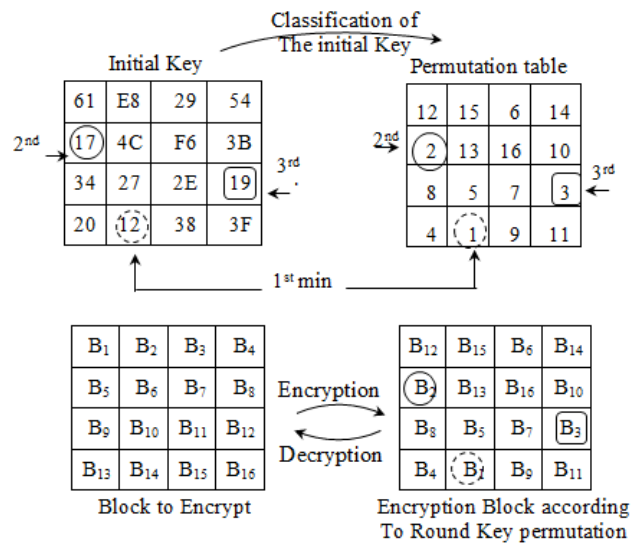 Classification of
The initial Key
Initial Key
Permutation table
61 E8 29 54
12 15 6 14
2nd
17 4C F6 3B
2nd
2 13 16 10
34 27 2E 19
3rd
8 5 7 3
3rd
20 12 38 3F
4 1 9 11
1st min
B1 B2 B3 B4
B12 B15 B6 B14
B5 B6 B7 B8
Encryption
B2 B13 B16 B10
B9 B10 B11 B12
Decryption
B8 B5 B7 B3
B13 B14 B15 B16
B4 B1 B9 B11
Block to Encrypt
Encryption Block according
To Round Key permutation